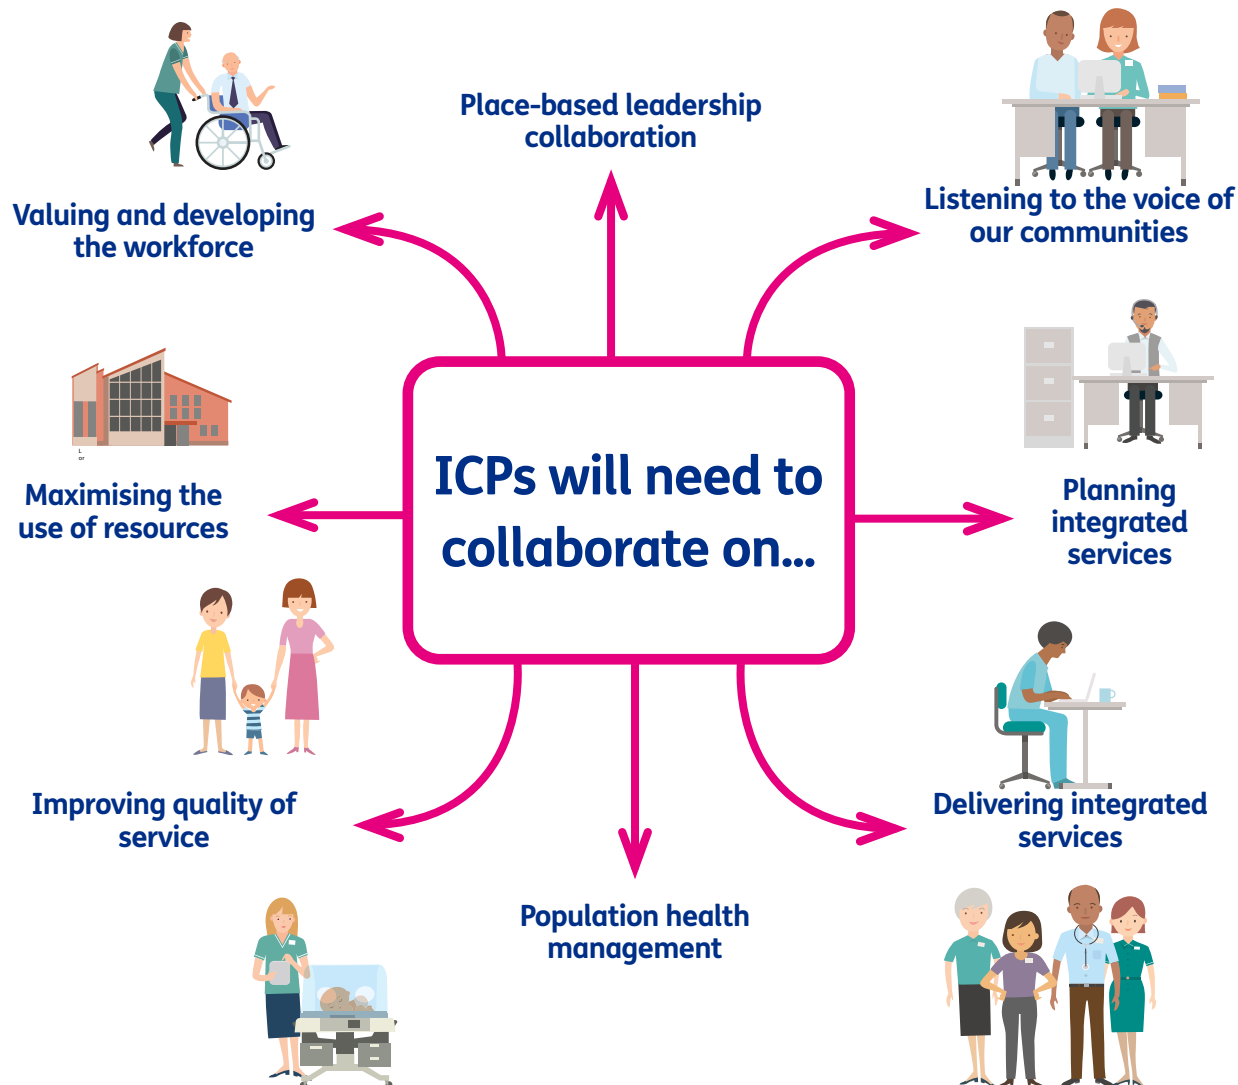 Place-based leadership
collaboration
Valuing and developing
the workforce
Listening to the voice of
our communities
L
or
Maximising the
use of resources
ICPs will need to
collaborate on...
Planning
integrated
services
Improving quality of
service
Delivering integrated
services
Population health
management